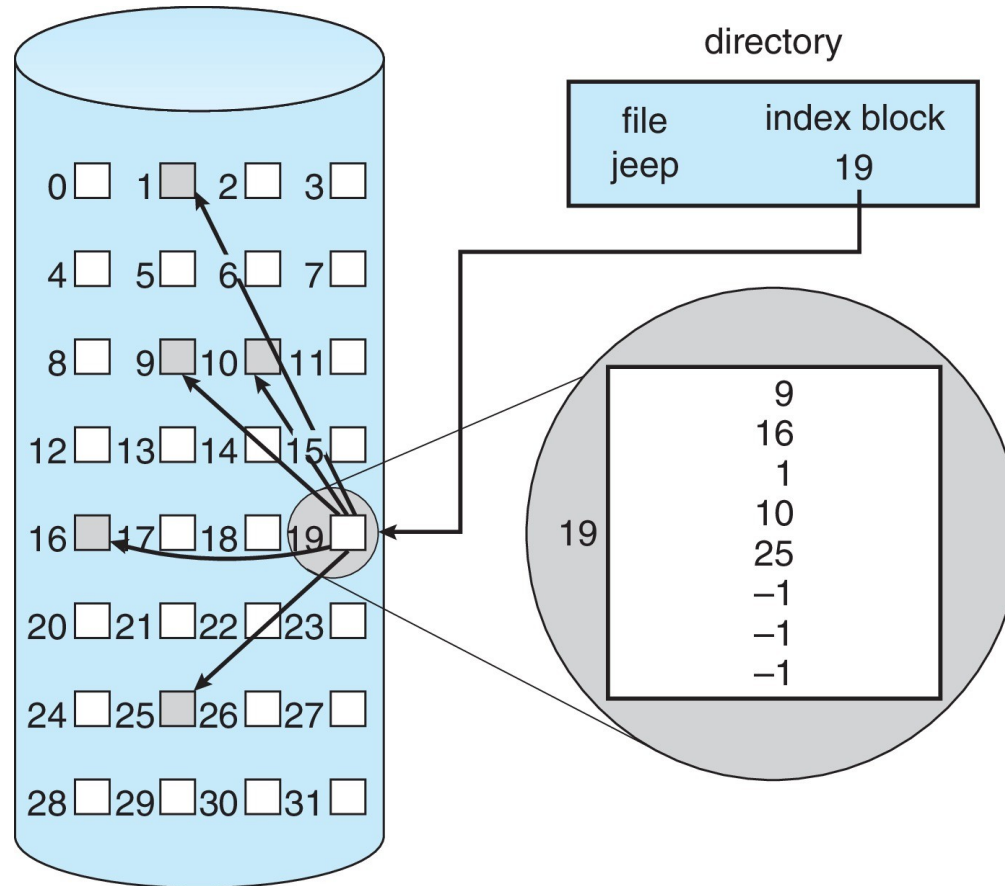 directory
file index block
jeep 19
0 1 2 3
4 5 6 7
8 9 10 11
12 13 14 15
16 17 18 19
20 21 22 23
24 25 26 27
28 29 30 31
19
9
16
1
10
25
–1
–1
–1